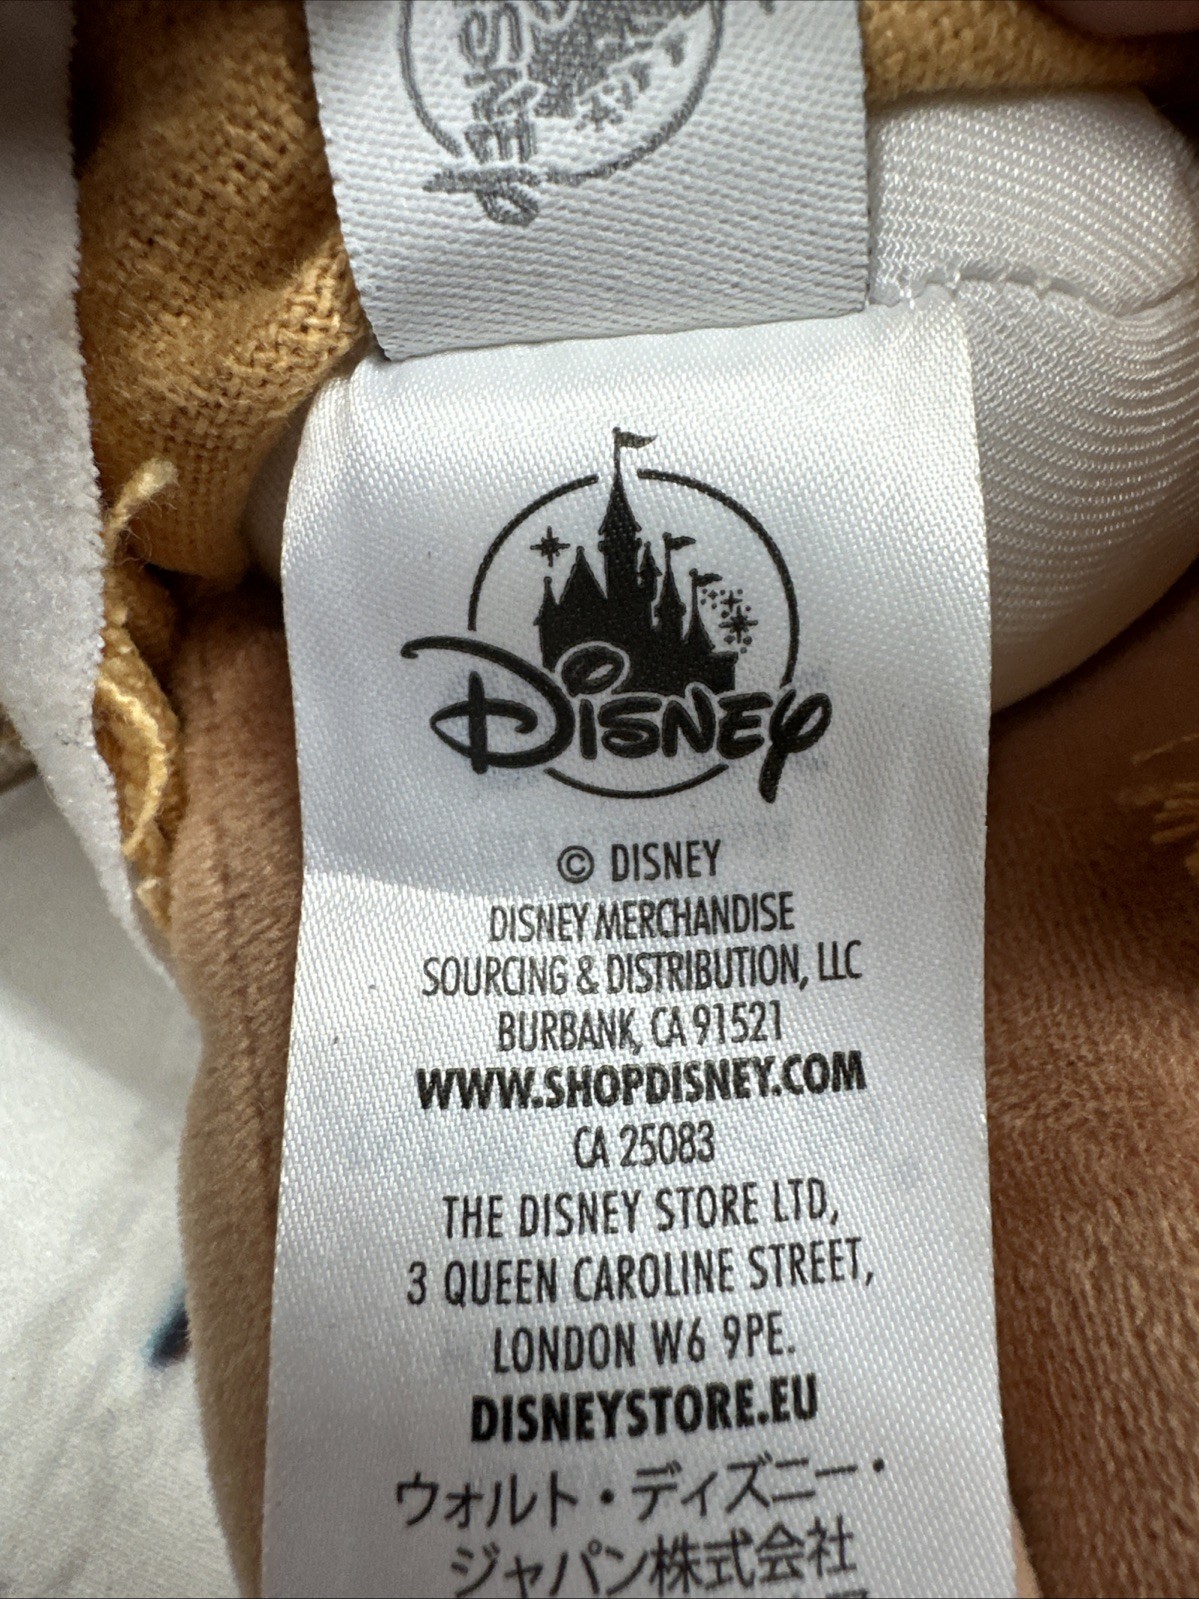 DISNEY
DISNEY
© DISNEY
DISNEY MERCHANDISE
SOURCING & DISTRIBUTION, LLC
BURBANK, CA 91521
WWW.SHOPDISNEY.COM
CA 25083
THE DISNEY STORE LTD,
3 QUEEN CAROLINE STREET,
LONDON W6 9PE.
DISNEYSTORE.EU
ウォルト・ディズニー・
ジャパン株式会社